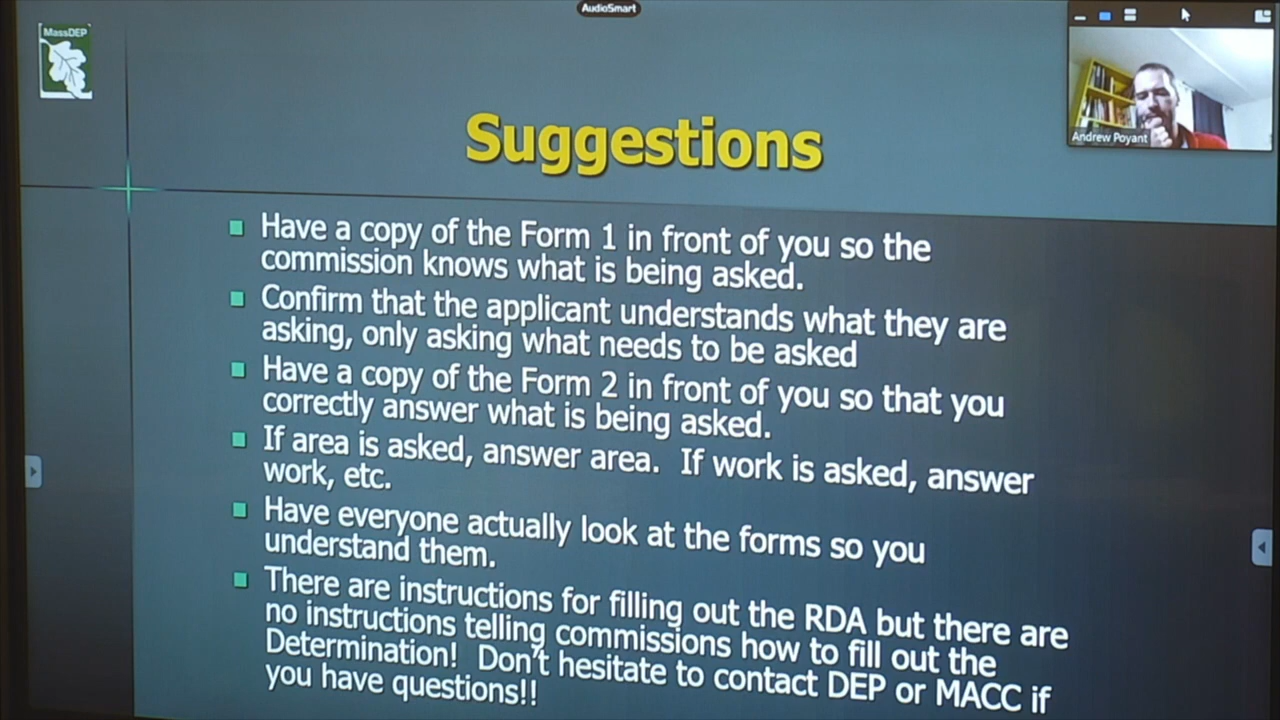 AudioSmart
MassDEP
Andrew Poyant
Suggestions
Have a copy of the Form 1 in front of you so the
commission knows what is being asked.
Confirm that the applicant understands what they are
asking, only asking what needs to be asked
Have a copy of the Form 2 in front of you so that you
correctly answer what is being asked.
If area is asked, answer area. If work is asked, answer
work, etc.
Have everyone actually look at the forms so you
understand them.
There are instructions for filling out the RDA but there are
no instructions telling commissions how to fill out the
Determination! Don't hesitate to contact DEP or MACC if
you have questions!!